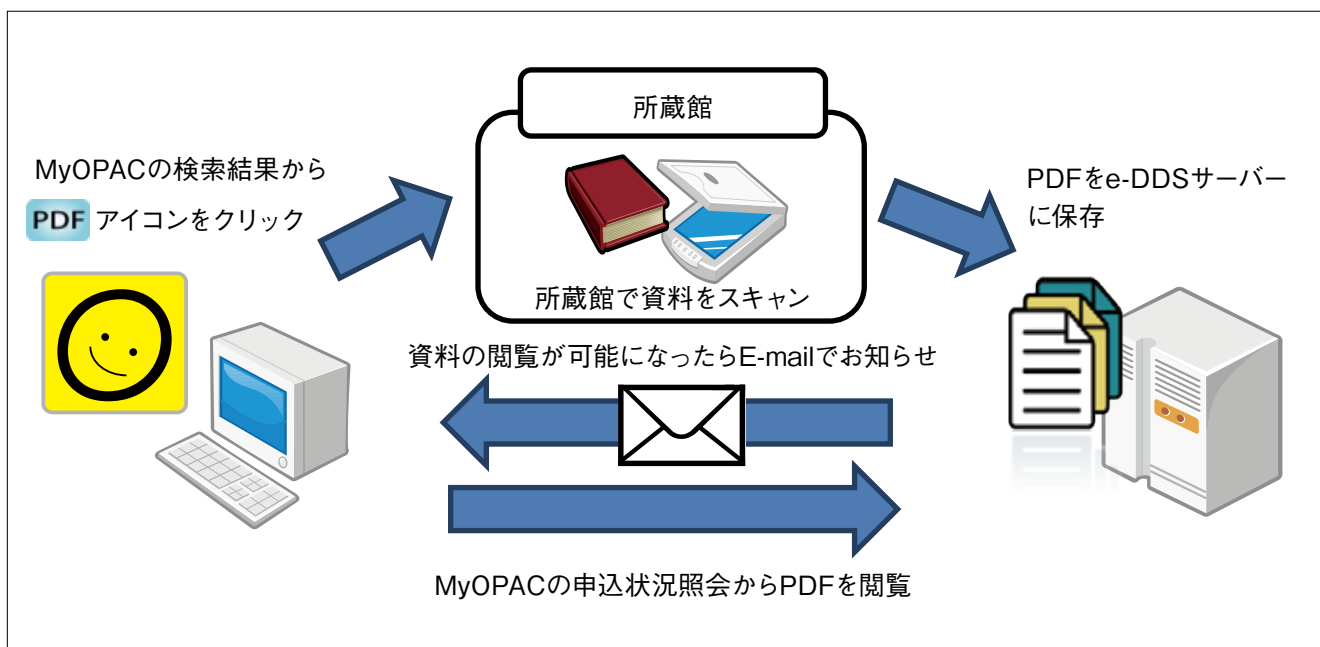 所蔵館
MyOPACの検索結果から
PDF アイコンをクリック
所蔵館で資料をスキャン
PDFをe-DDSサーバー
に保存
資料の閲覧が可能になったらE-mailでお知らせ
MyOPACの申込状況照会からPDFを閲覧